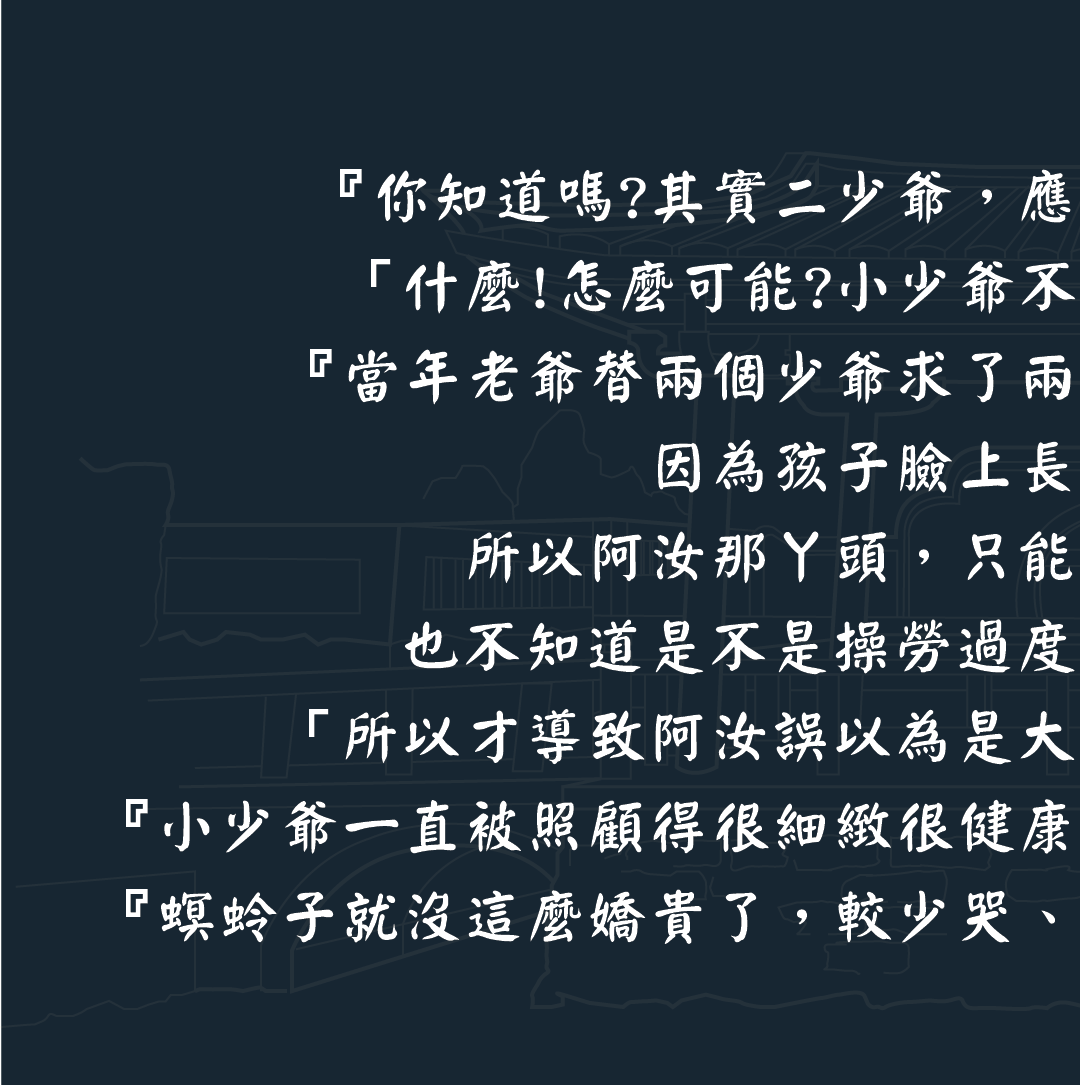 『你知道嗎?其實二少爺，應
「什麼!怎麼可能?小少爺不
『當年老爺替兩個少爺求了兩
因為孩子臉上長
所以阿汝那丫頭，只能
也不知道是不是操勞過度
「所以才導致阿汝誤以為是大
『小少爺一直被照顧得很細緻很健康
『螟蛉子就沒這麼嬌貴了，較少哭、